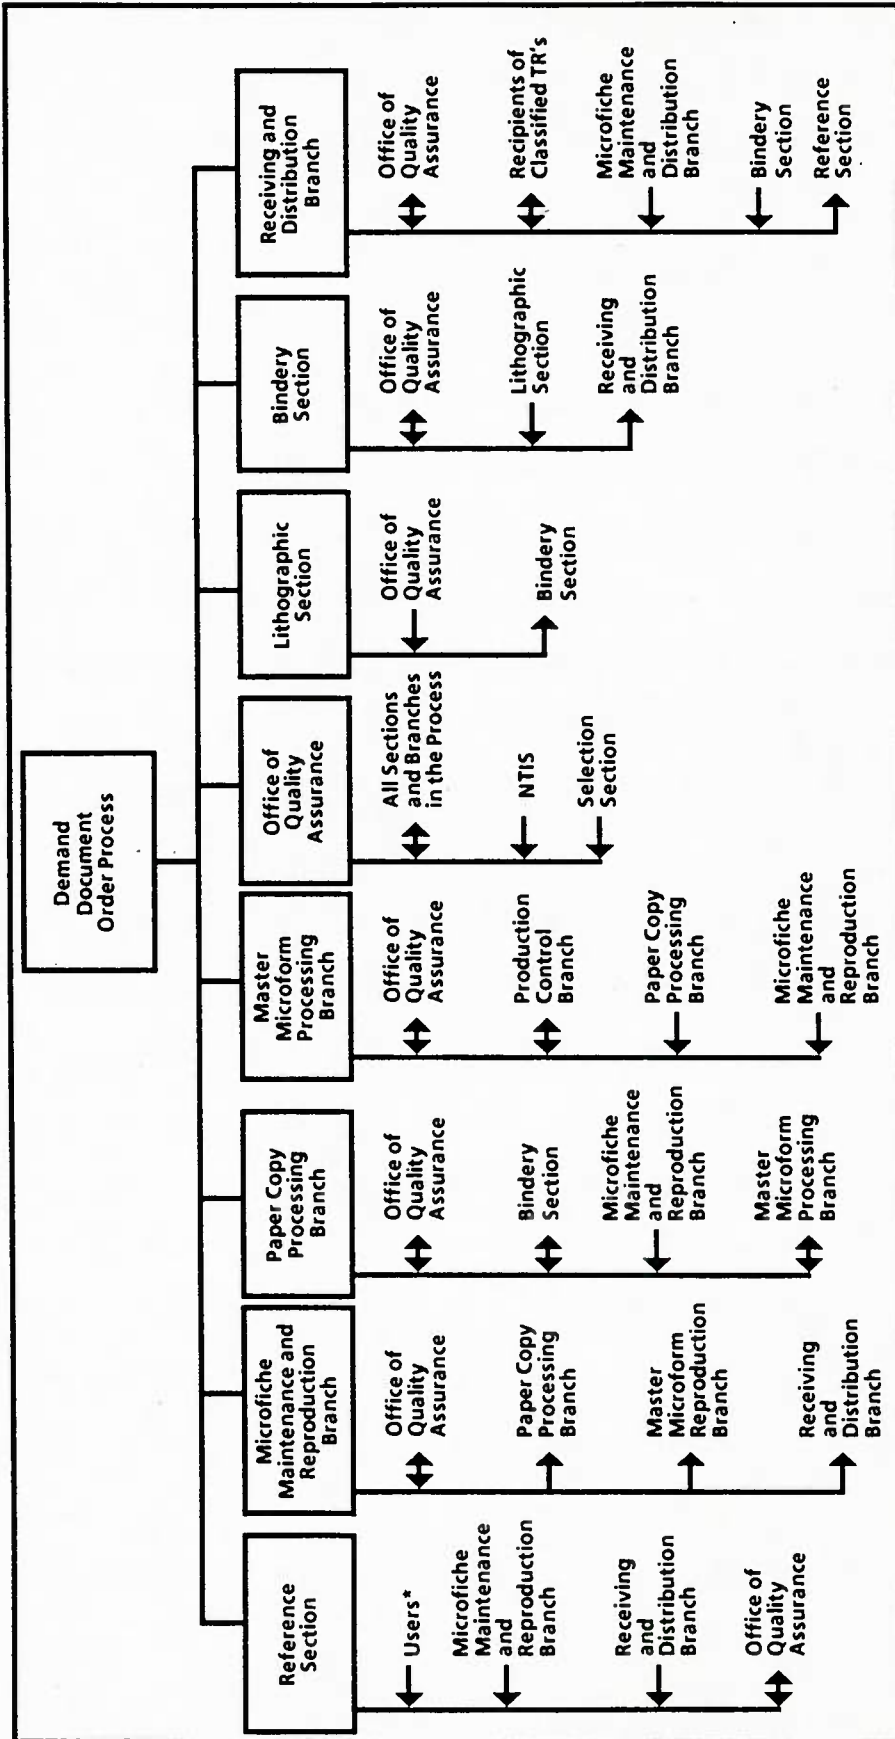 Demand
Document
Order Process
Reference
Section
Users*
Microfiche
Maintenance
and
Reproduction
Branch
Receiving
and
Distribution
Branch
Office of
Quality
Assurance
Microfiche
Maintenance and
Reproduction
Branch
Office of
Quality
Assurance
Paper Copy
Processing
Branch
Master
Microform
Reproduction
Branch
Receiving
and
Distribution
Branch
Paper Copy
Processing
Branch
Office of
Quality
Assurance
Bindery
Section
Microfiche
Maintenance
and
Reproduction
Branch
Master
Microform
Processing
Branch
Master
Microform
Processing
Branch
Office of
Quality
Assurance
Production
Control
Branch
Paper Copy
Processing
Branch
Microfiche
Maintenance
and
Reproduction
Branch
Office of
Quality
Assurance
All Sections
and Branches
in the Process
NTIS
Selection
Section
Lithographic
Section
Office of
Quality
Assurance
Bindery
Section
Bindery
Section
Office of
Quality
Assurance
Lithographic
Section
Receiving
and
Distribution
Branch
Receiving and
Distribution
Branch
Office of
Quality
Assurance
Recipients of
Classified TR's
Microfiche
Maintenance
and
Distribution
Branch
Bindery
Section
Reference
Section